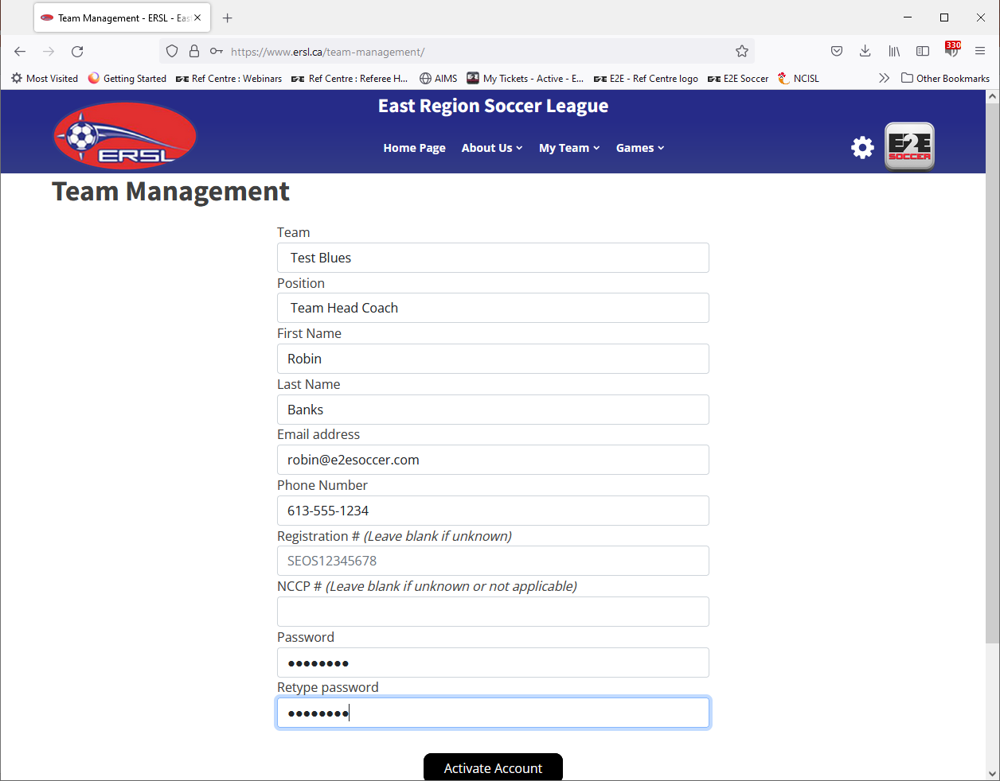 Team Management - ERSL - Eas
https://www.ersl.ca/team-management/
330
Most Visited
Getting Started
Ref Centre : Webinars
Ref Centre : Referee H...
AIMS
My Tickets - Active - E...
E2E - Ref Centre logo
E2E Soccer
NCISL
Other Bookmarks
ERSL
East Region Soccer League
Home Page
About Us
My Team
Games
E2E
SOCCER
Team Management
Team
Test Blues
Position
Team Head Coach
First Name
Robin
Last Name
Banks
Email address
robin@e2esoccer.com
Phone Number
613-555-1234
Registration # (Leave blank if unknown)
SEOS12345678
NCCP # (Leave blank if unknown or not applicable)
Password
●●●●●●●●
Retype password
●●●●●●●●
Activate Account